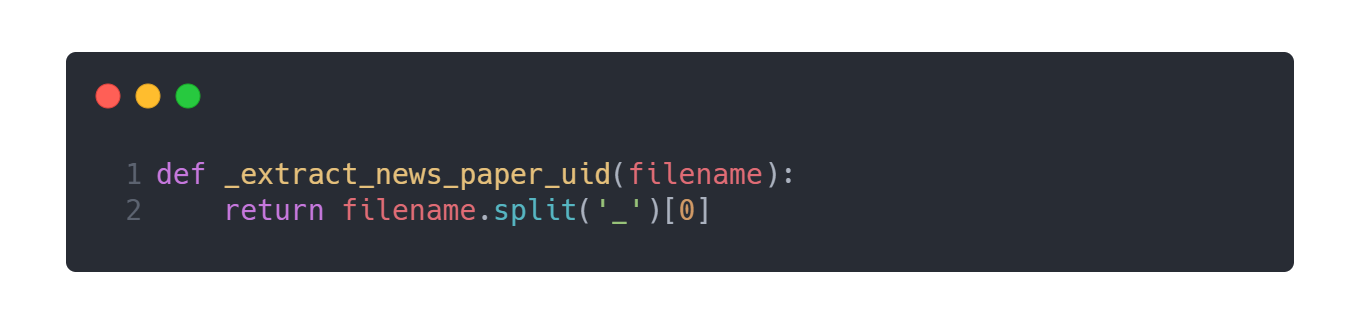 1 def _extract_news_paper_uid(filename):
2     return filename.split('_')[0]